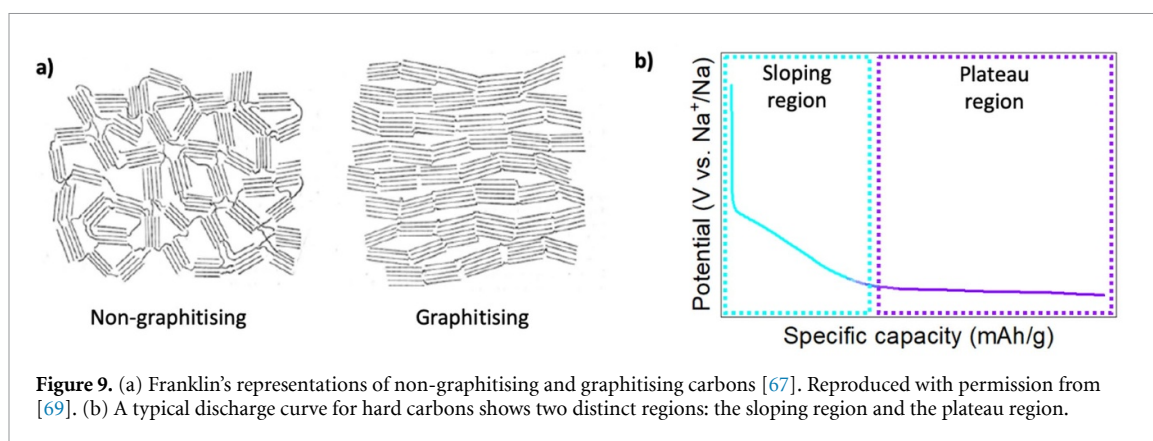 a)
Non-graphitising
Graphitising
b)
Sloping
region
Plateau
region
Potential (V vs. Na⁺/Na)
Specific capacity (mAh/g)
Figure 9. (a) Franklin's representations of non-graphitising and graphitising carbons [67]. Reproduced with permission from
[69]. (b) A typical discharge curve for hard carbons shows two distinct regions: the sloping region and the plateau region.